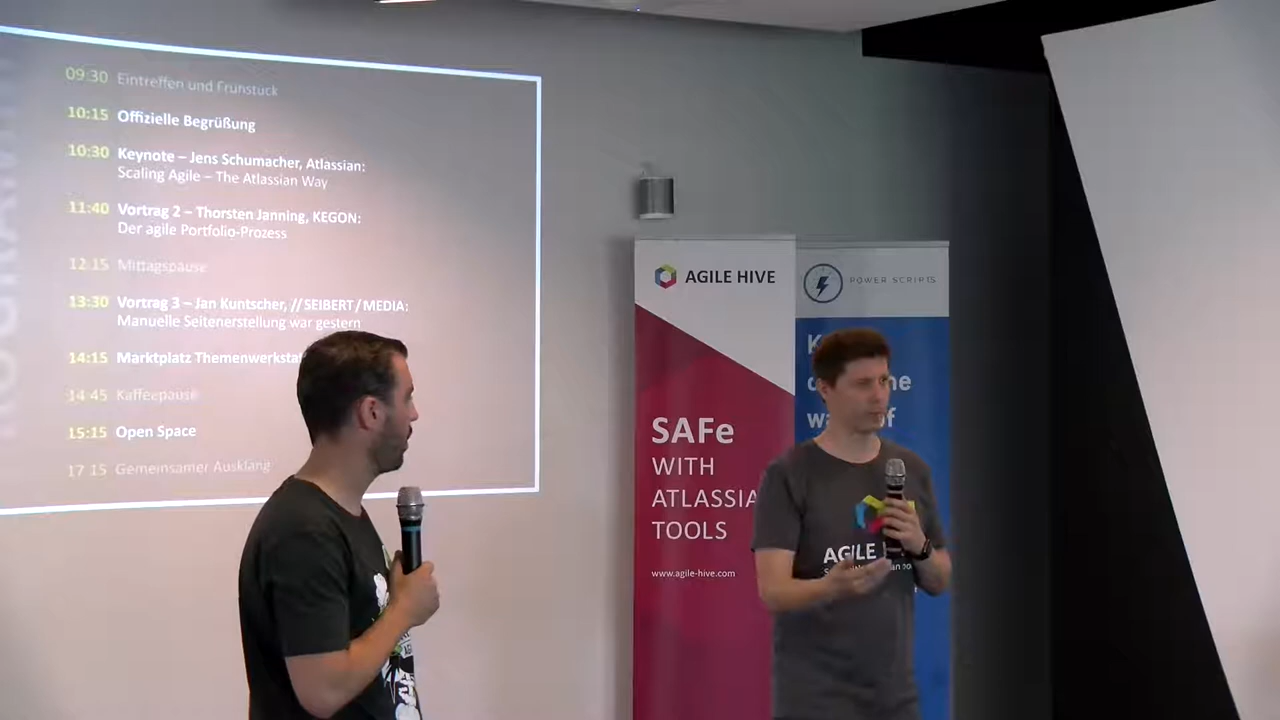 09:30 Eintreffen und Frühstück
10:15 Offizielle Begrüßung
10:30 Keynote – Jens Schumacher, Atlassian:
Scaling Agile – The Atlassian Way
11:40 Vortrag 2 – Thorsten Janning, KEGON:
Der agile Portfolio-Prozess
12:15 Mittagspause
13:30 Vortrag 3 – Jan Kuntscher, //SEIBERT/MEDIA:
Manuelle Seitenerstellung war gestern
14:15 Marktplatz
14:45 Kaffeepause
15:15 Open Space
17:15 Gemeinsamer Ausklang
AGILE HIVE
SAFe
WITH
ATLASSIA
TOOLS
www.agile-hive.com
POWER SCRIPTS
AGILE